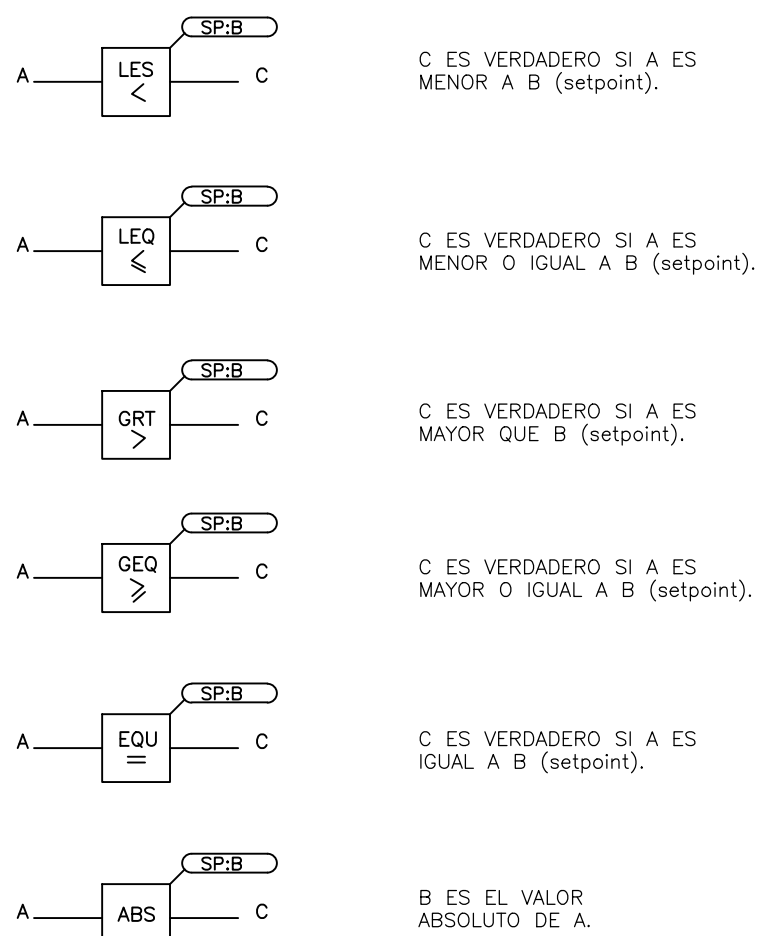 SP:B
A LES C
<
C ES VERDADERO SI A ES
MENOR A B (setpoint).
SP:B
A LEQ C
≤
C ES VERDADERO SI A ES
MENOR O IGUAL A B (setpoint).
SP:B
A GRT C
>
C ES VERDADERO SI A ES
MAYOR QUE B (setpoint).
SP:B
A GEQ C
≥
C ES VERDADERO SI A ES
MAYOR O IGUAL A B (setpoint).
SP:B
A EQU C
=
C ES VERDADERO SI A ES
IGUAL A B (setpoint).
SP:B
A ABS C
B ES EL VALOR
ABSOLUTO DE A.